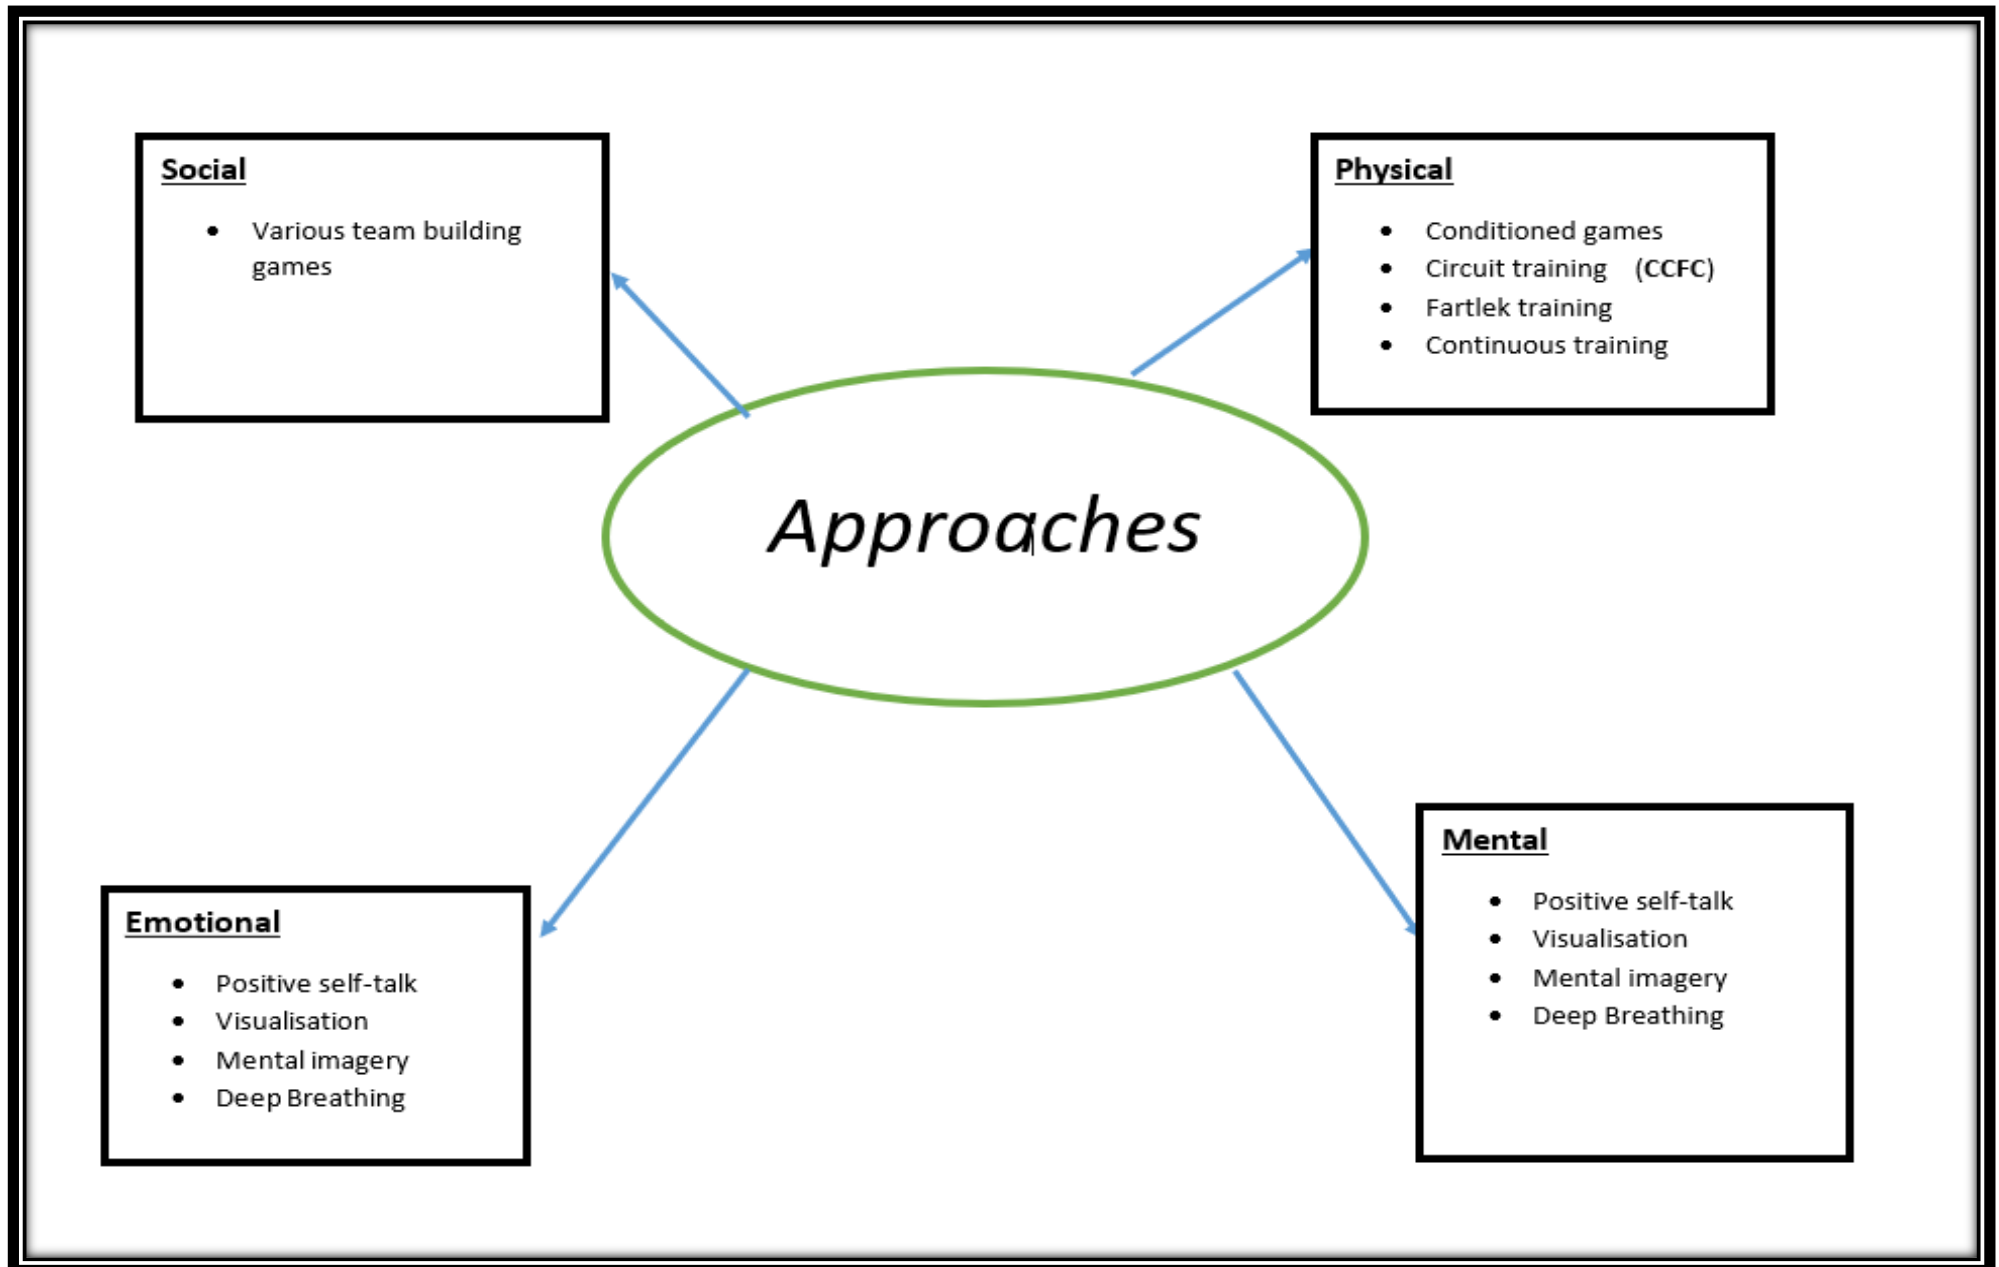 Social
• Various team building
games
Physical
• Conditioned games
• Circuit training (CCFC)
• Fartlek training
• Continuous training
Approaches
Emotional
• Positive self-talk
• Visualisation
• Mental imagery
• Deep Breathing
Mental
• Positive self-talk
• Visualisation
• Mental imagery
• Deep Breathing